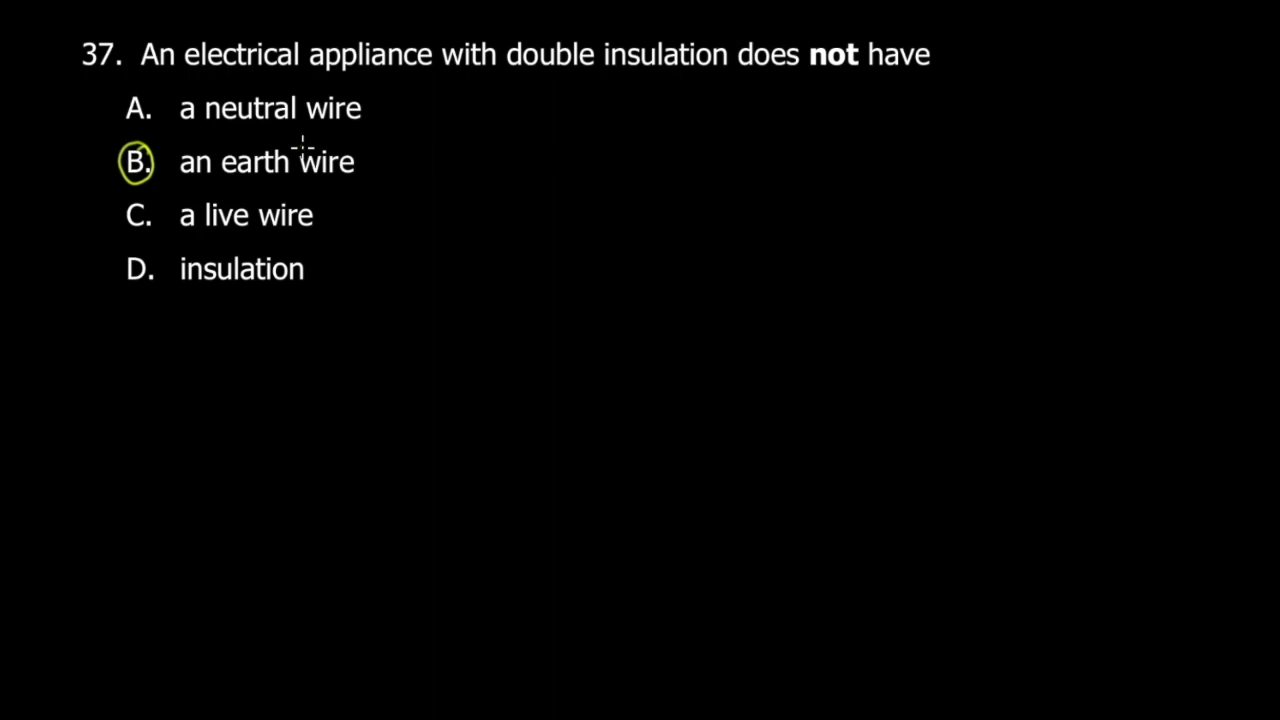 37. An electrical appliance with double insulation does not have
A. a neutral wire
B. an earth wire
C. a live wire
D. insulation